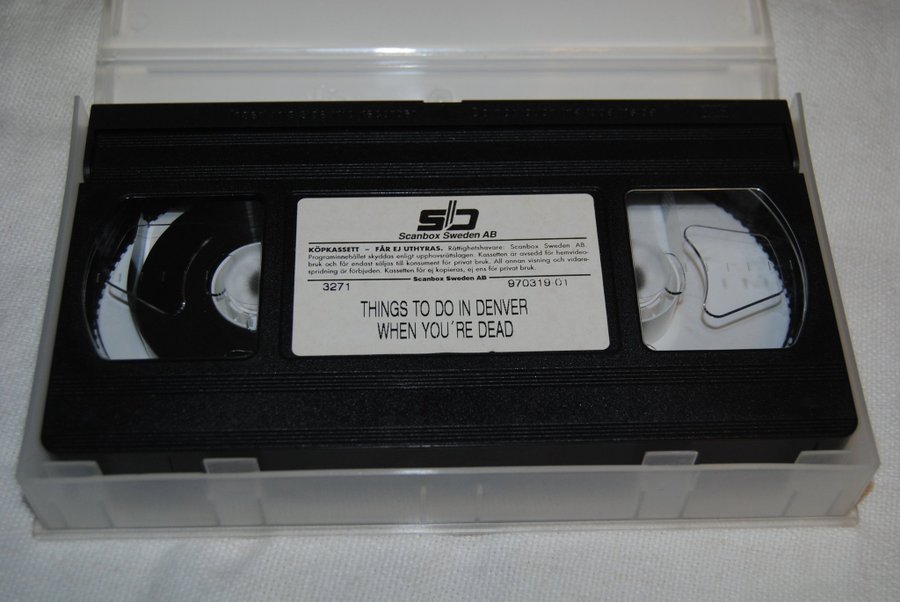 sb
Scanbox Sweden AB
KÖPKASSETT – FÅR EJ UTHYRAS. Rättighetshavare: Scanbox Sweden AB.
Programinnehållet skyddas enligt upphovsrättslagen. Kassetten är avsedd för hemvideo-
bruk och får endast säljas till konsument för privat bruk. All annan visning och vidare-
spridning är förbjuden. Kassetten får ej kopieras, ej ens för privat bruk.
Scanbox Sweden AB
3271 970319 01
THINGS TO DO IN DENVER
WHEN YOU´RE DEAD